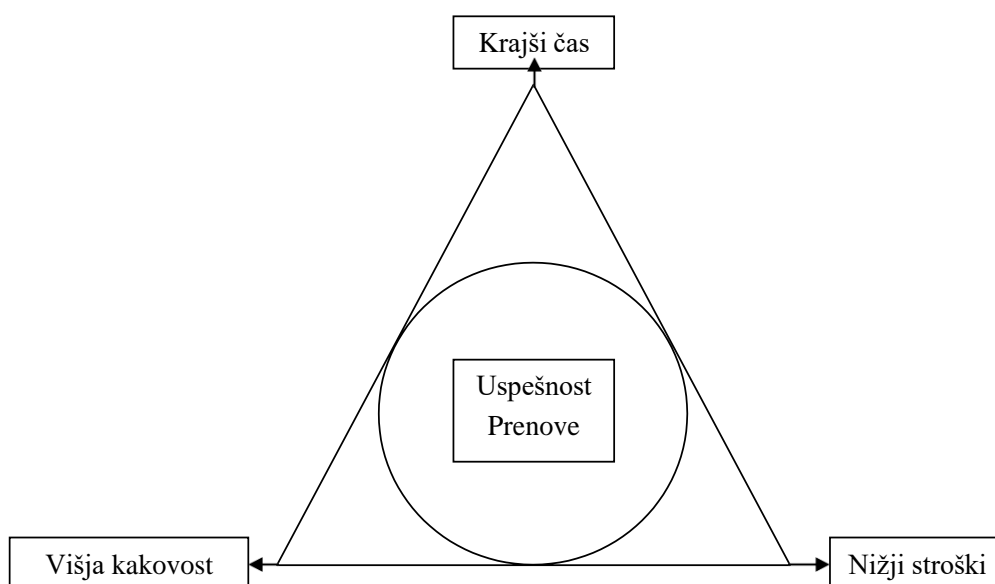 Krajši čas
Uspešnost
Prenove
Višja kakovost
Nižji stroški